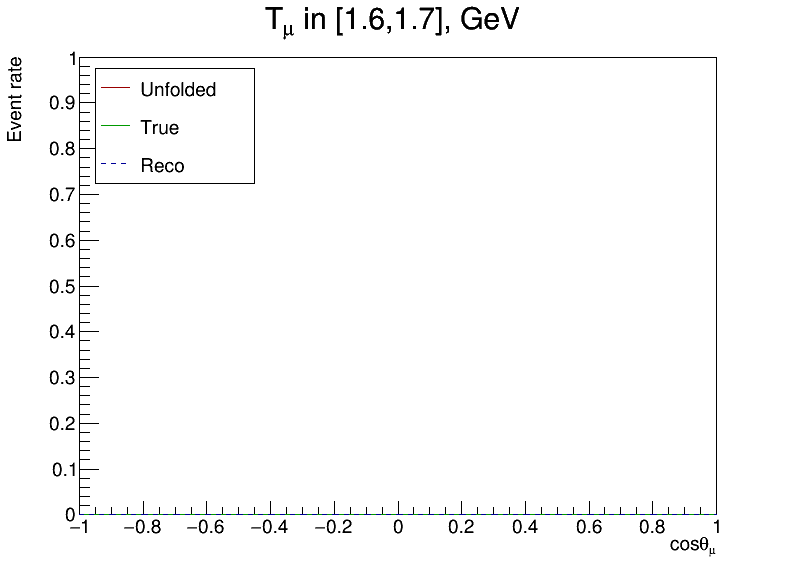 T_μ in [1.6,1.7], GeV
Event rate
1
0.9
0.8
0.7
0.6
0.5
0.4
0.3
0.2
0.1
0
Unfolded
True
Reco
−1 −0.8 −0.6 −0.4 −0.2 0 0.2 0.4 0.6 0.8 1
cosθ_μ